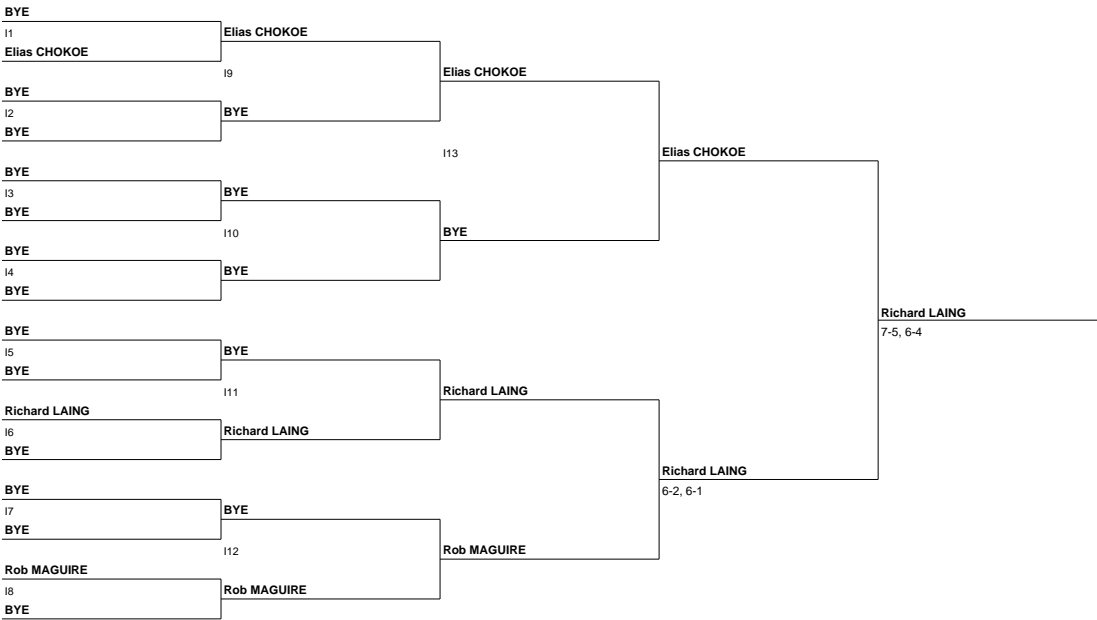 BYE
I1
Elias CHOKOE
Elias CHOKOE
I9
BYE
I2
BYE
BYE
Elias CHOKOE
I13
BYE
I3
BYE
BYE
I10
BYE
I4
BYE
BYE
BYE
Elias CHOKOE
BYE
I5
BYE
BYE
I11
Richard LAING
I6
BYE
Richard LAING
Richard LAING
BYE
I7
BYE
BYE
I12
Rob MAGUIRE
I8
BYE
Rob MAGUIRE
Rob MAGUIRE
Richard LAING
6-2, 6-1
Richard LAING
7-5, 6-4